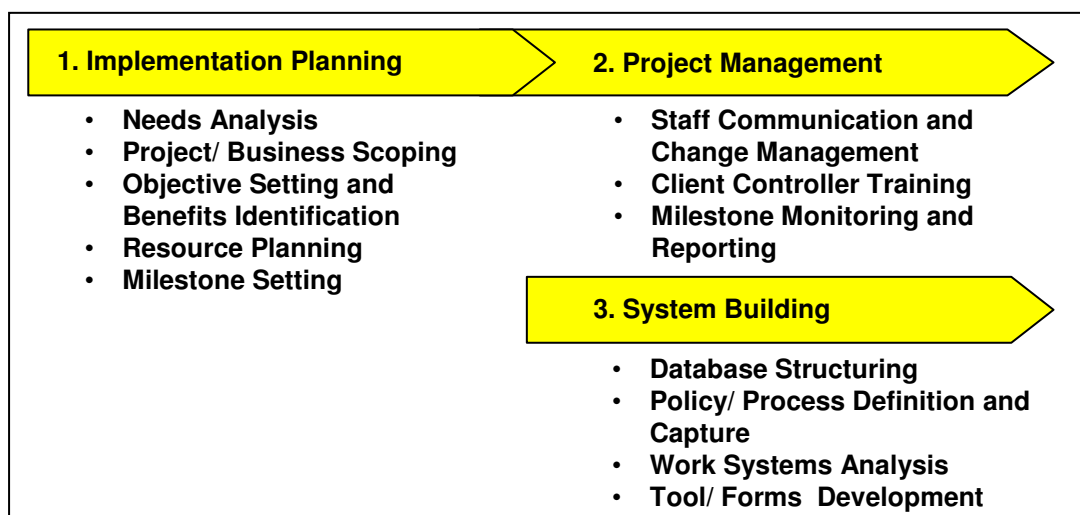 1. Implementation Planning
• Needs Analysis
• Project/ Business Scoping
• Objective Setting and
Benefits Identification
• Resource Planning
• Milestone Setting
2. Project Management
• Staff Communication and
Change Management
• Client Controller Training
• Milestone Monitoring and
Reporting
3. System Building
• Database Structuring
• Policy/ Process Definition and
Capture
• Work Systems Analysis
• Tool/ Forms  Development